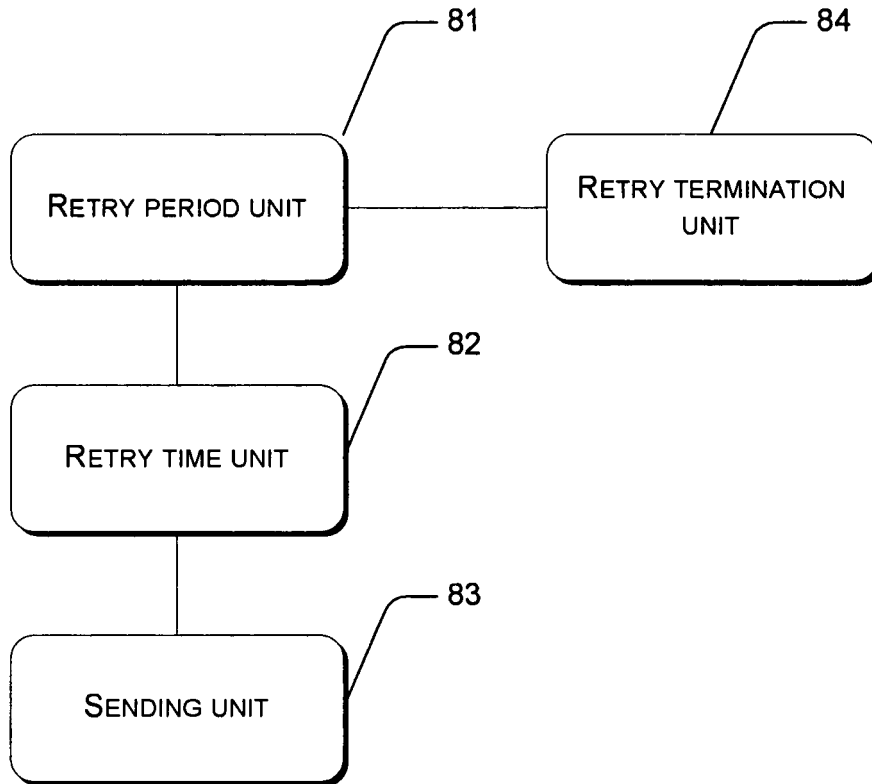 81
84
RETRY PERIOD UNIT
RETRY TERMINATION
UNIT
82
RETRY TIME UNIT
83
SENDING UNIT